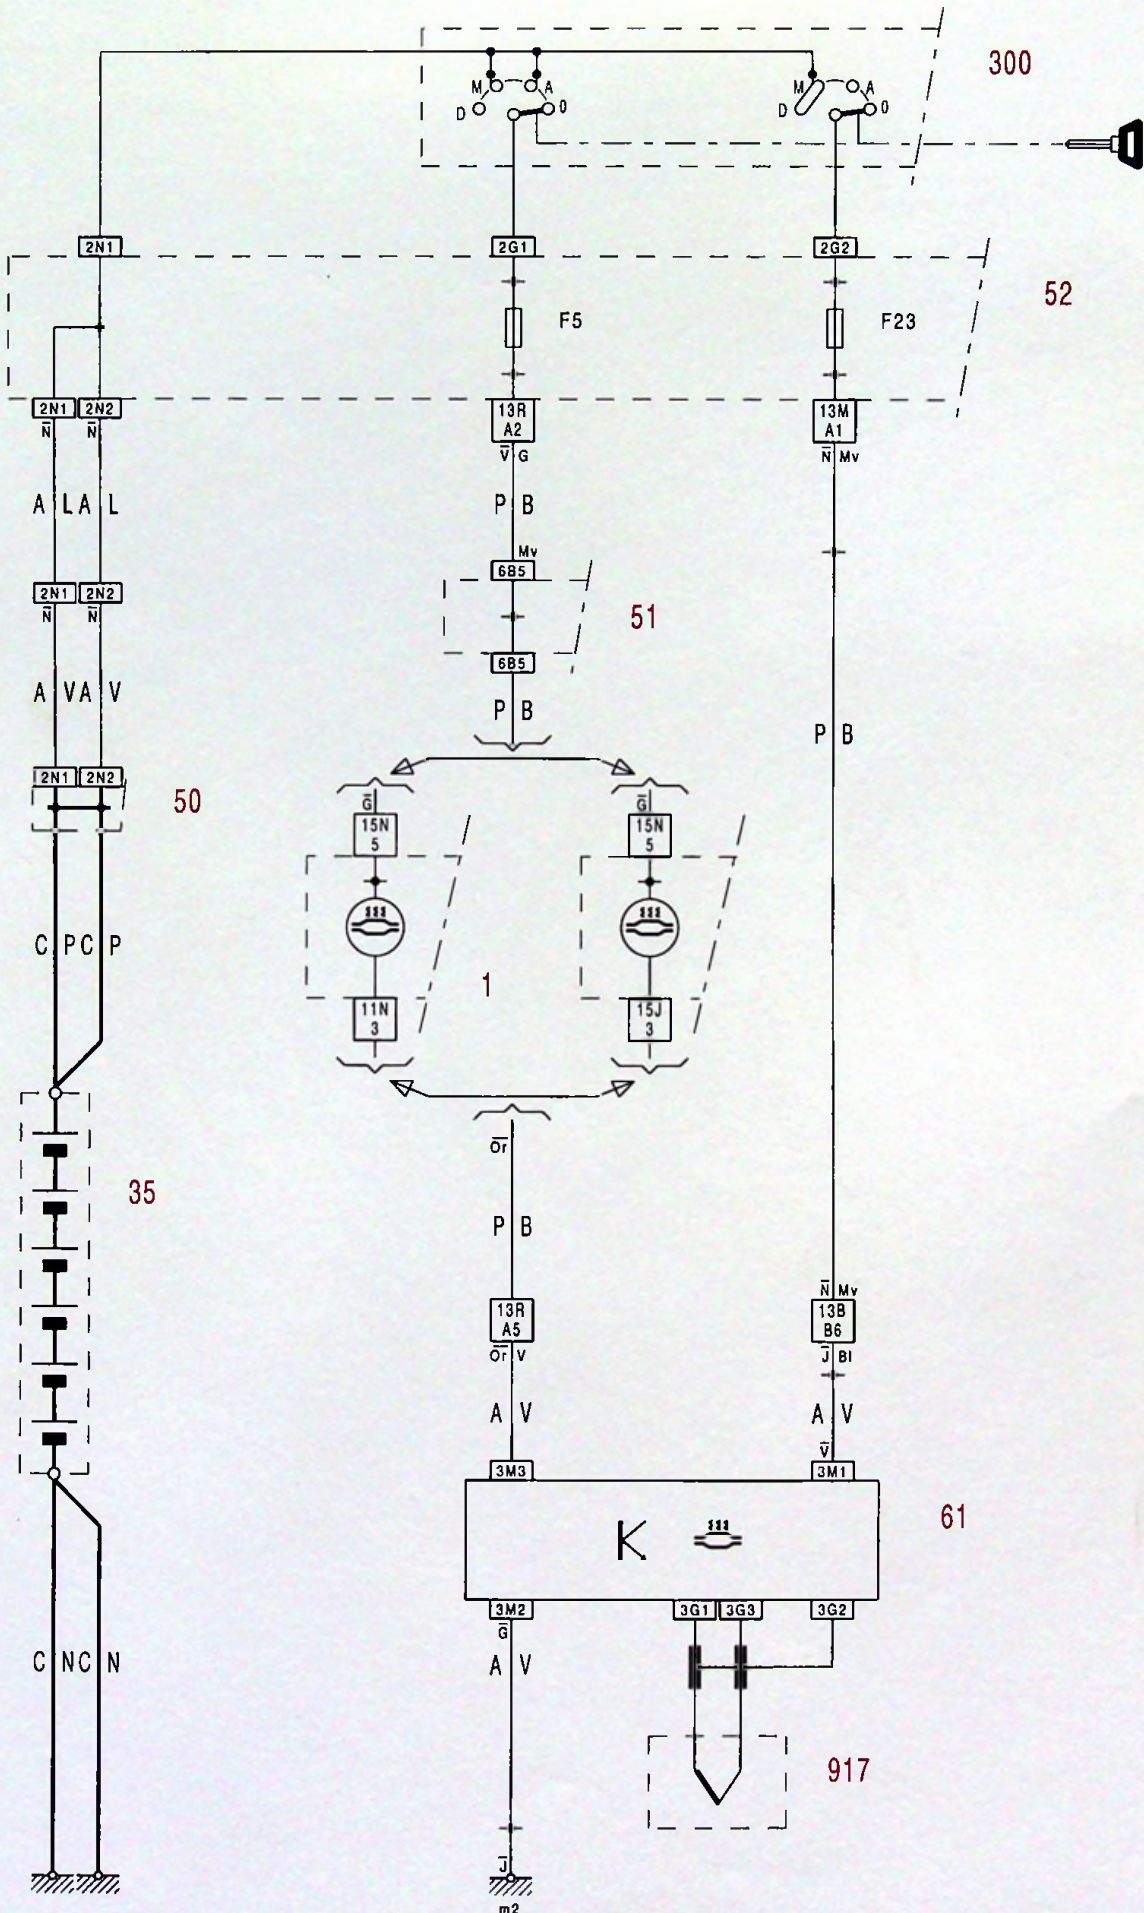 300
M A
D 0
M A
D 0
2N1
2G1
2G2
52
F5
F23
2N1 2N2
13R
A2
13M
A1
N N
V G
N Mv
A L A L
P B
Mv
6B5
2N1 2N2
N N
51
6B5
A V A V
P B
P B
2N1 2N2
50
G
15N
5
G
15N
5
C P C P
1
11N
3
15J
3
Or
35
P B
N Mv
13R
A5
13B
B6
Or V
J Bl
A V
A V
V
3M3
3M1
61
3M2
3G1 3G3
3G2
G
C N C N
A V
917
J
m2